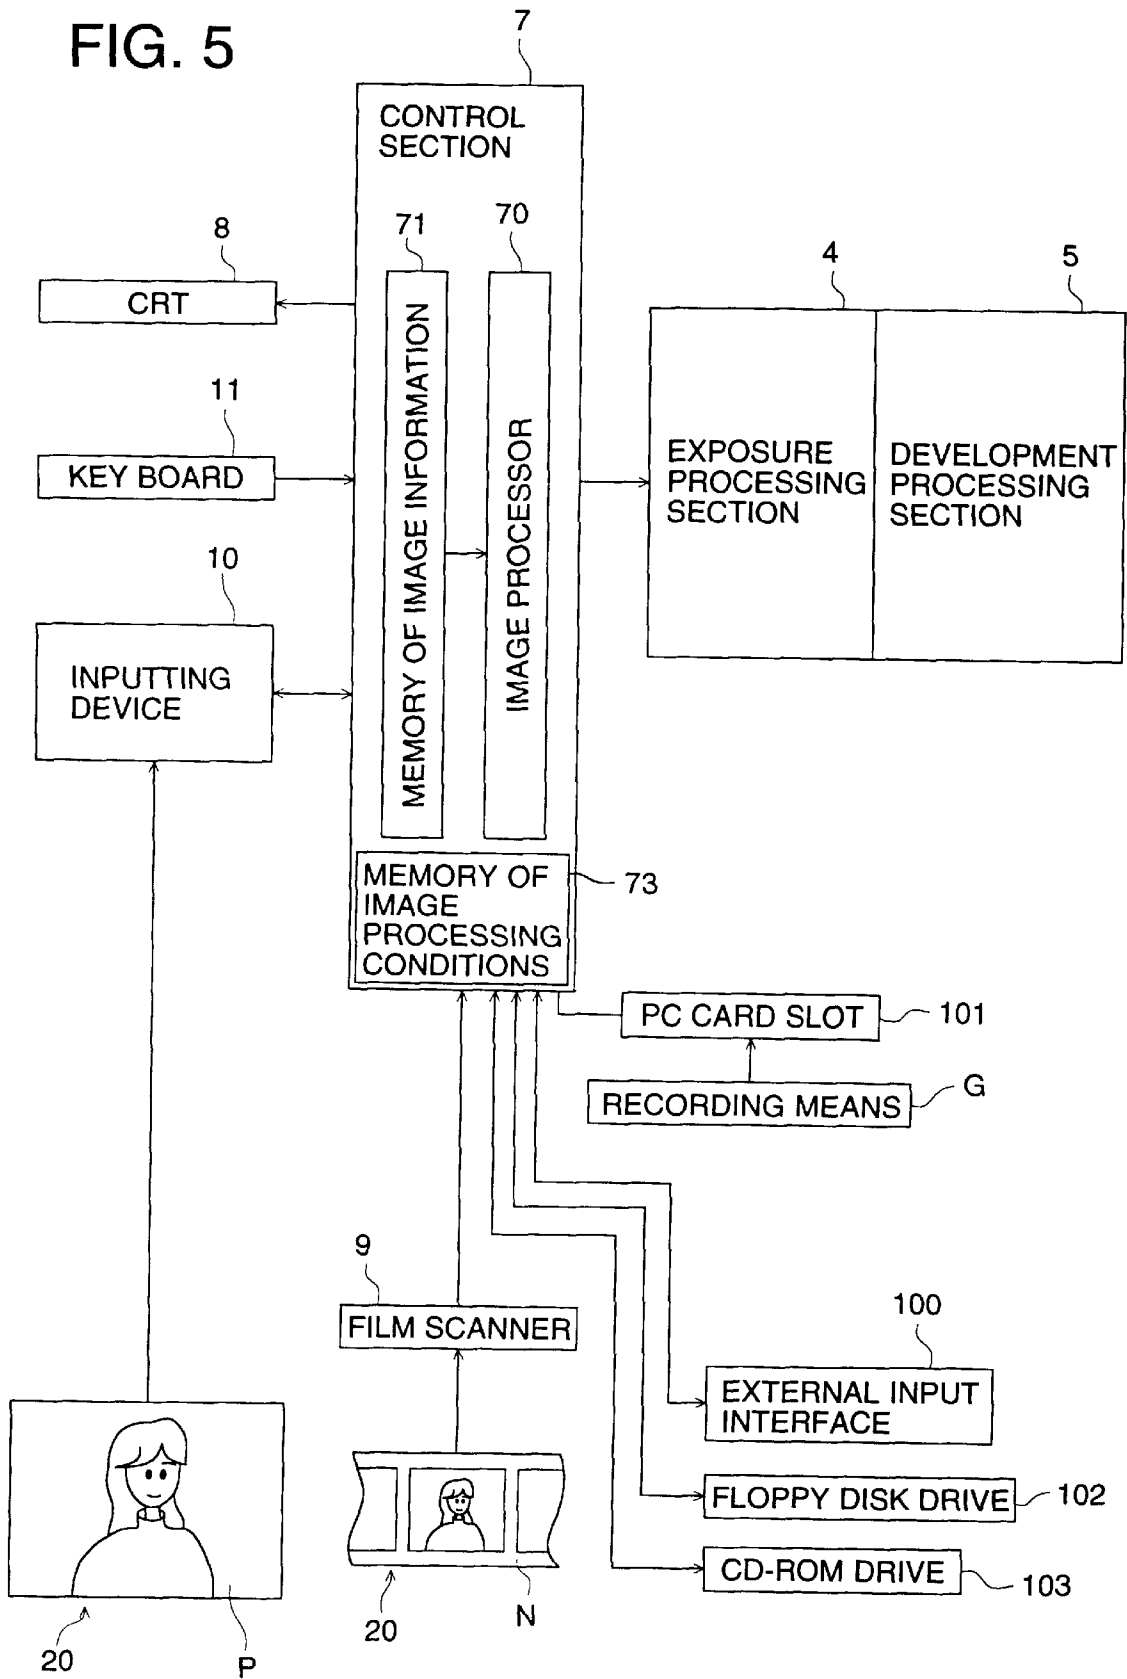 FIG. 5
7
CONTROL
SECTION
71
70
MEMORY OF IMAGE INFORMATION
IMAGE PROCESSOR
8
CRT
11
KEY BOARD
10
INPUTTING
DEVICE
4
5
EXPOSURE
PROCESSING
SECTION
DEVELOPMENT
PROCESSING
SECTION
MEMORY OF
IMAGE
PROCESSING
CONDITIONS
73
PC CARD SLOT
101
RECORDING MEANS
G
9
FILM SCANNER
100
EXTERNAL INPUT
INTERFACE
FLOPPY DISK DRIVE
102
CD-ROM DRIVE
103
20
P
20
N